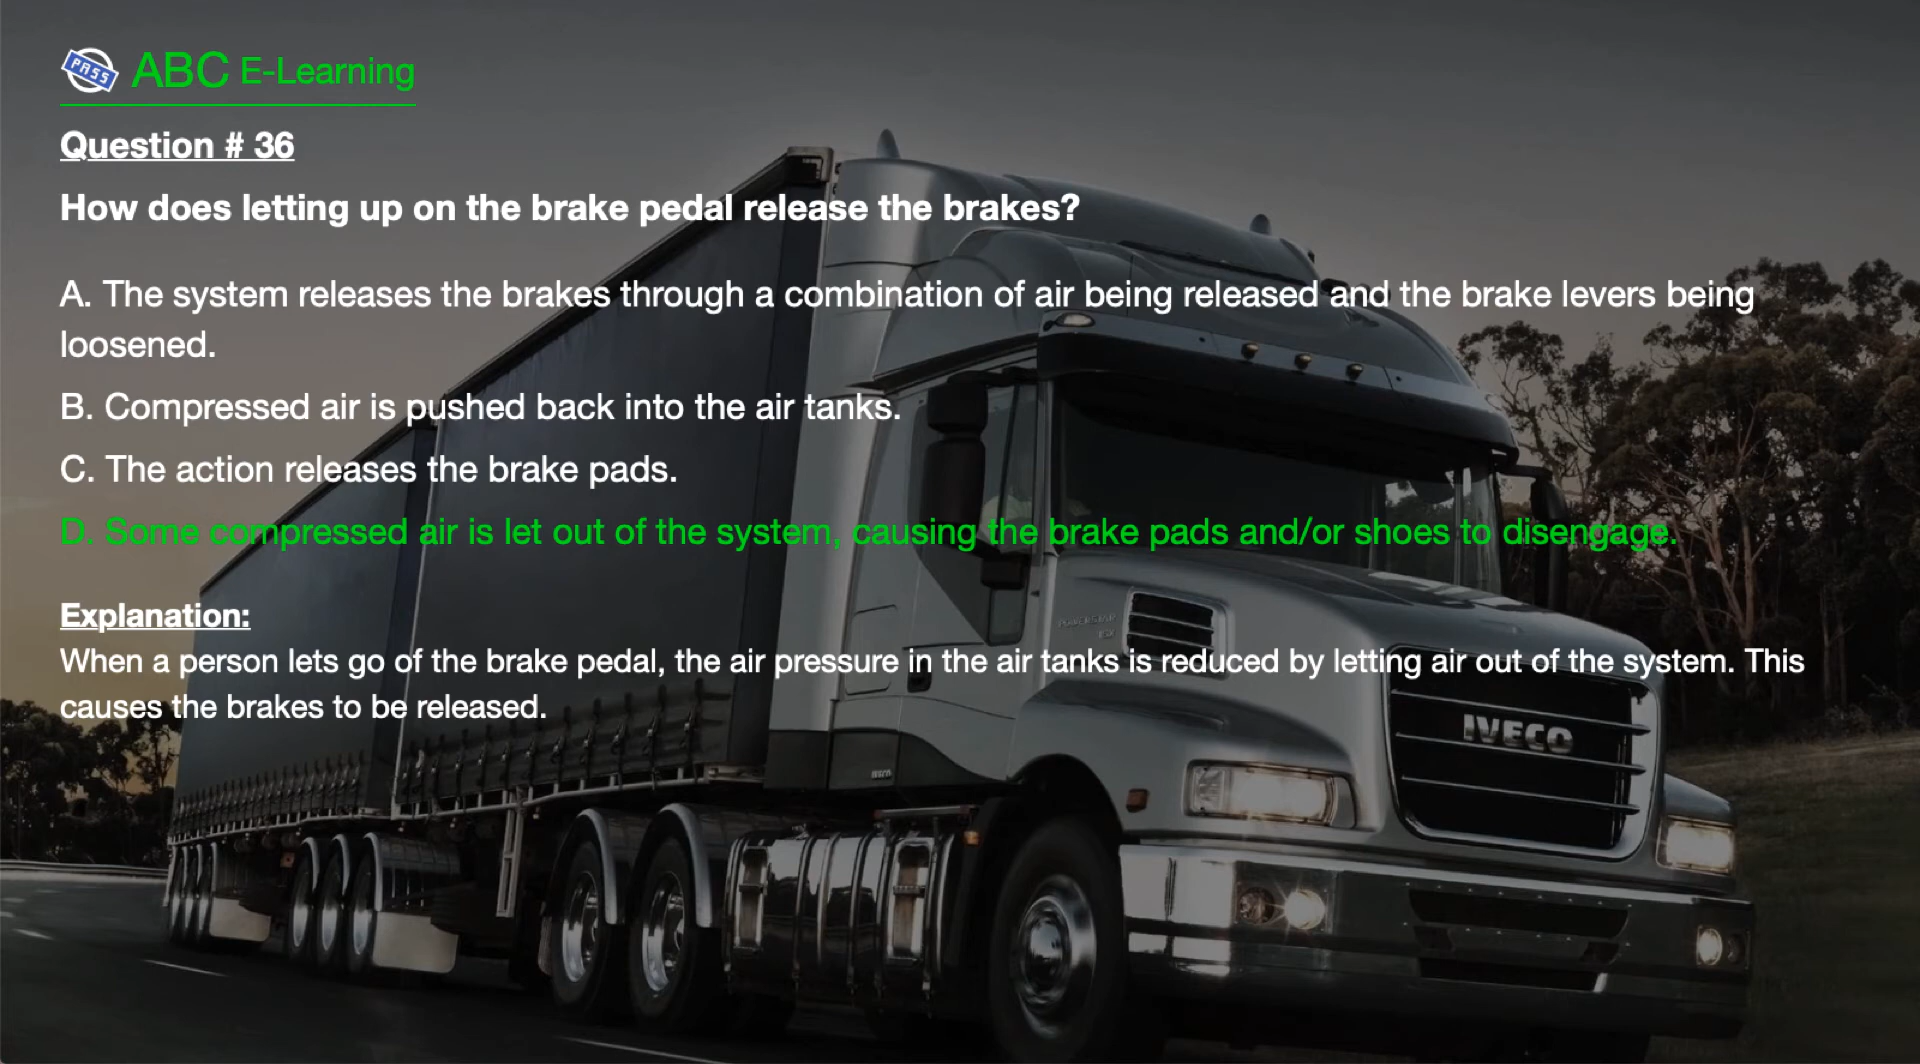 PASS ABC E-Learning
Question # 36
How does letting up on the brake pedal release the brakes?
A. The system releases the brakes through a combination of air being released and the brake levers being
loosened.
B. Compressed air is pushed back into the air tanks.
C. The action releases the brake pads.
D. Some compressed air is let out of the system, causing the brake pads and/or shoes to disengage.
POWERSTAR
Explanation:
When a person lets go of the brake pedal, the air pressure in the air tanks is reduced by letting air out of the system. This
causes the brakes to be released.
IVECO